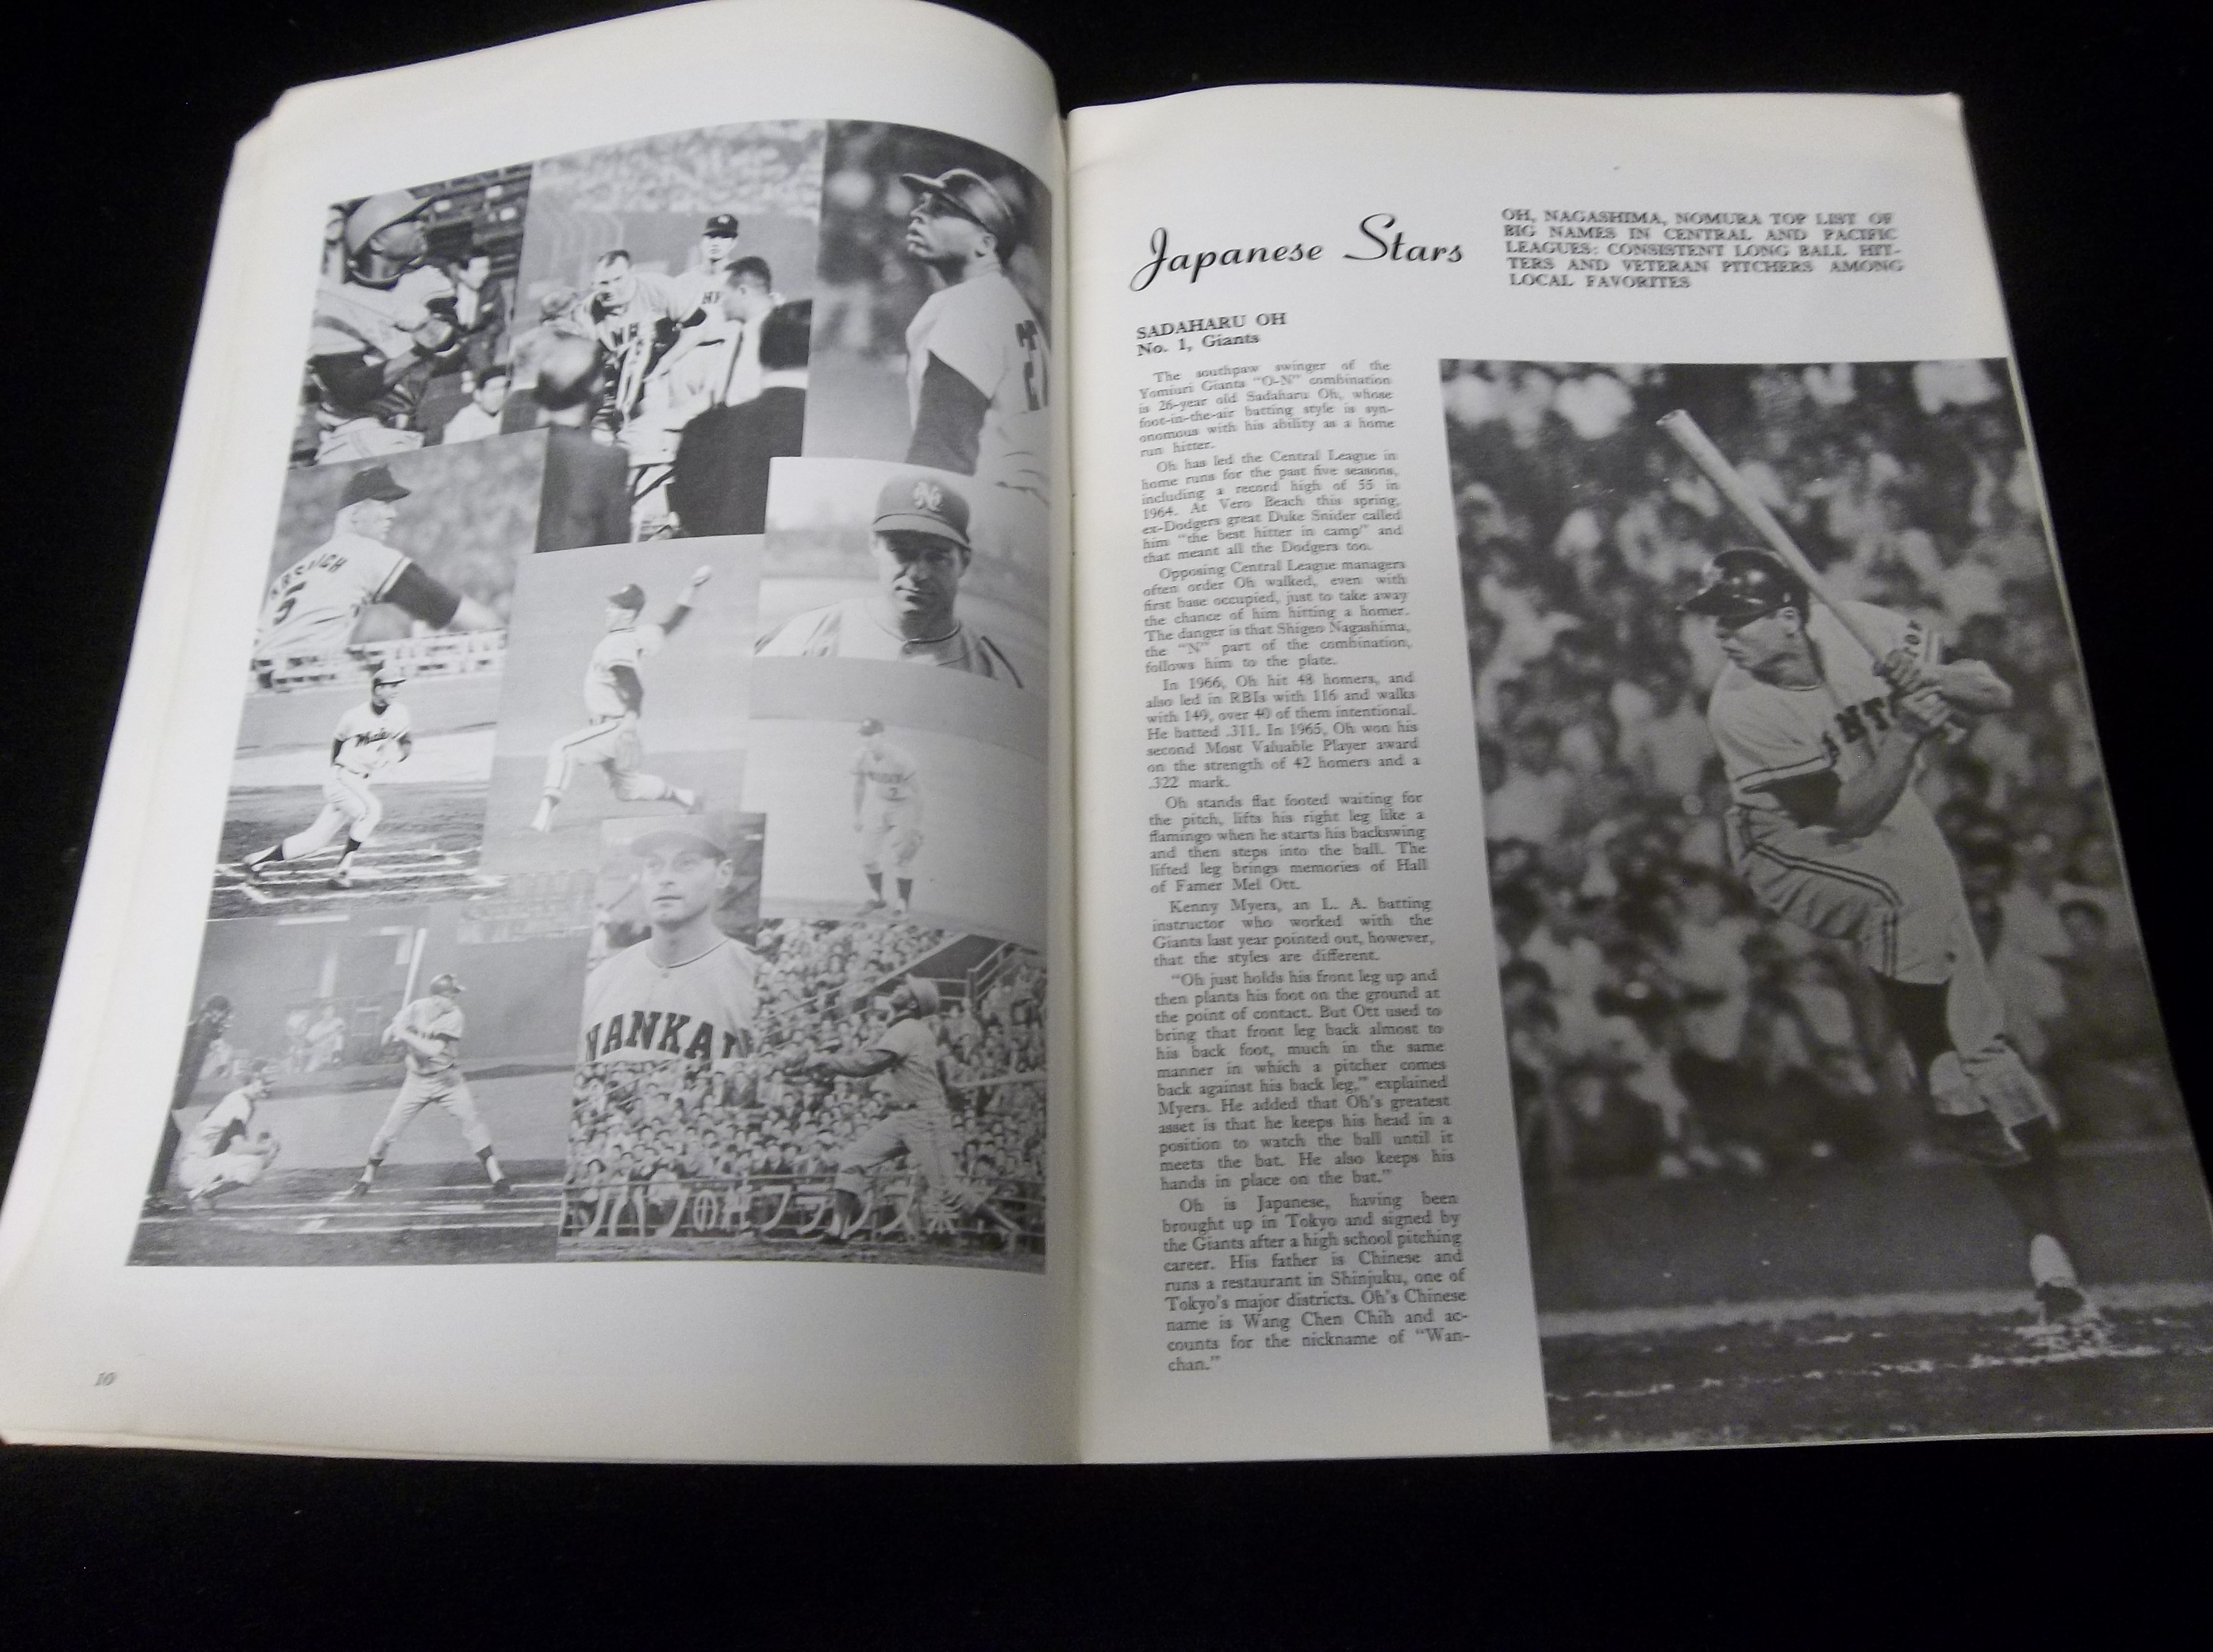 ARSIGH
5
NH
27
NY
Whales
NANKAI
10
Japanese Stars
OH, NAGASHIMA, NOMURA TOP LIST OF
BIG NAMES IN CENTRAL AND PACIFIC
LEAGUES: CONSISTENT LONG BALL HIT-
TERS AND VETERAN PITCHERS AMONG
LOCAL FAVORITES
SADAHARU OH
No. 1, Giants
The southpaw swinger of the
Yomiuri Giants "O-N" combination
is 26-year old Sadaharu Oh, whose
foot-in-the-air batting style is syn-
onomous with his ability as a home
run hitter.
Oh has led the Central League in
home runs for the past five seasons,
including a record high of 55 in
1964. At Vero Beach this spring,
ex-Dodgers great Duke Snider called
him "the best hitter in camp" and
that meant all the Dodgers too.
Opposing Central League managers
often order Oh walked, even with
first base occupied, just to take away
the chance of him hitting a homer.
The danger is that Shigeo Nagashima,
the "N" part of the combination,
follows him to the plate.
In 1966, Oh hit 48 homers, and
also led in RBIs with 116 and walks
with 149, over 40 of them intentional.
He batted .311. In 1965, Oh won his
second Most Valuable Player award
on the strength of 42 homers and a
.322 mark.
Oh stands flat footed waiting for
the pitch, lifts his right leg like a
flamingo when he starts his backswing
and then steps into the ball. The
lifted leg brings memories of Hall
of Famer Mel Ott.
Kenny Myers, an L. A. batting
instructor who worked with the
Giants last year pointed out, however,
that the styles are different.
"Oh just holds his front leg up and
then plants his foot on the ground at
the point of contact. But Ott used to
bring that front leg back almost to
his back foot, much in the same
manner in which a pitcher comes
back against his back leg," explained
Myers. He added that Oh's greatest
asset is that he keeps his head in a
position to watch the ball until it
meets the bat. He also keeps his
hands in place on the bat."
Oh is Japanese, having been
brought up in Tokyo and signed by
the Giants after a high school pitching
career. His father is Chinese and
runs a restaurant in Shinjuku, one of
Tokyo's major districts. Oh's Chinese
name is Wang Chen Chih and ac-
counts for the nickname of "Wan-
chan."
ANT